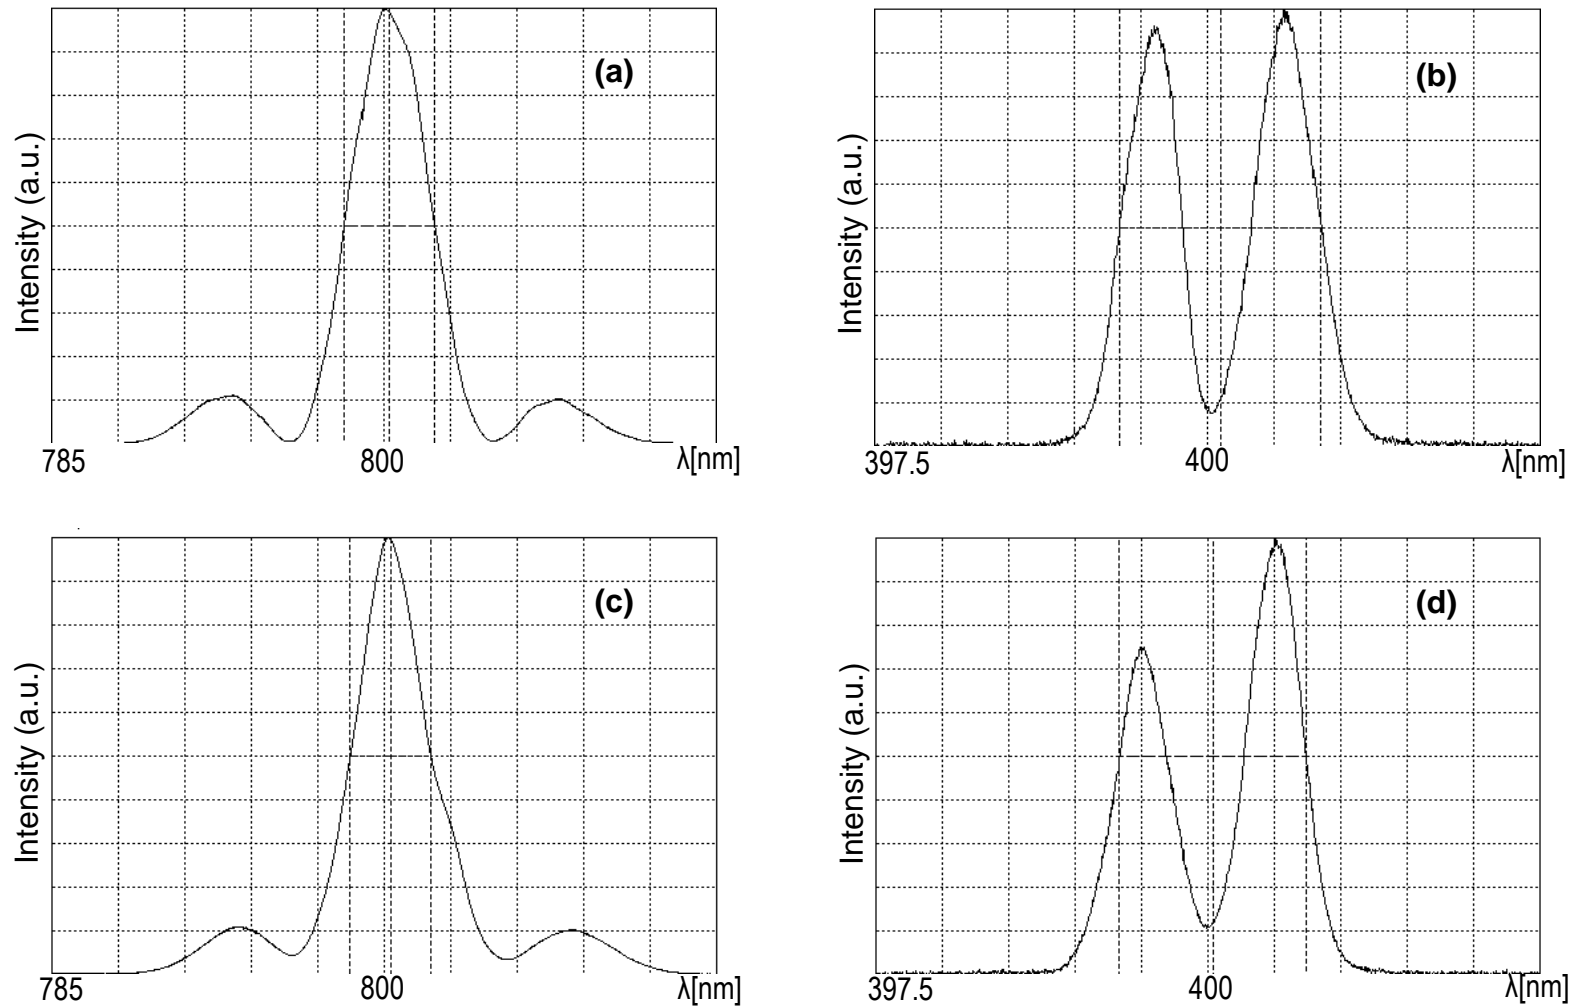 (a)
Intensity (a.u.)
785
800
λ[nm]
(b)
Intensity (a.u.)
397.5
400
λ[nm]
(c)
Intensity (a.u.)
785
800
λ[nm]
(d)
Intensity (a.u.)
397.5
400
λ[nm]